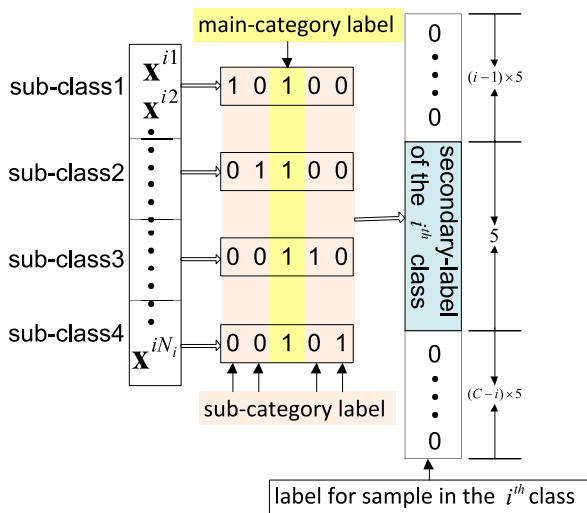 main-category label
sub-class1
x^{i1}
x^{i2}
1 0 1 0 0
sub-class2
0 1 1 0 0
sub-class3
0 0 1 1 0
sub-class4
x^{iN_i}
0 0 1 0 1
sub-category label
0
0
secondary-label
of the i^{th} class
0
0
(i−1)×5
5
(C−i)×5
label for sample in the i^{th} class